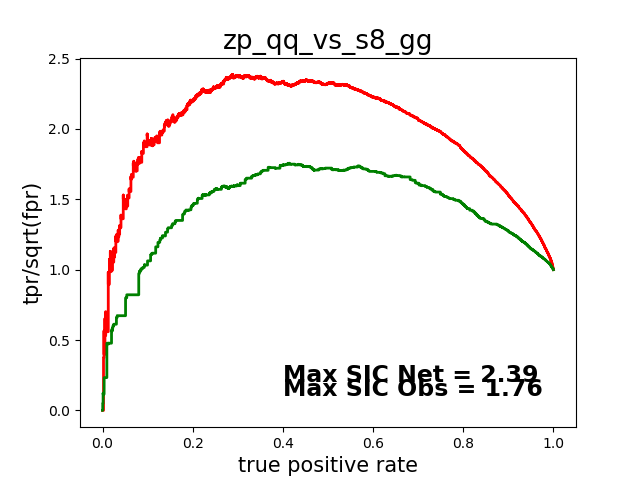 zp_qq_vs_s8_gg
2.5
2.0
1.5
1.0
0.5
0.0
tpr/sqrt(fpr)
Max SIC Net = 2.39
Max SIC Obs = 1.76
0.0 0.2 0.4 0.6 0.8 1.0
true positive rate